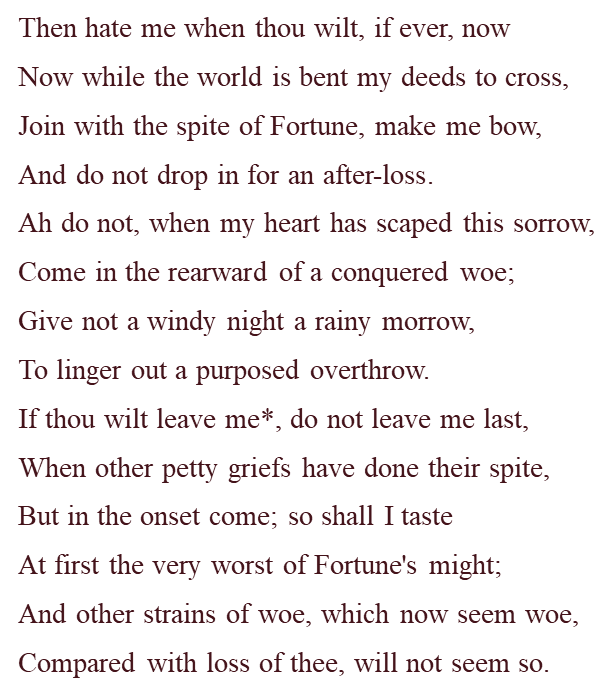 Then hate me when thou wilt, if ever, now
Now while the world is bent my deeds to cross,
Join with the spite of Fortune, make me bow,
And do not drop in for an after-loss.
Ah do not, when my heart has scaped this sorrow,
Come in the rearward of a conquered woe;
Give not a windy night a rainy morrow,
To linger out a purposed overthrow.
If thou wilt leave me*, do not leave me last,
When other petty griefs have done their spite,
But in the onset come; so shall I taste
At first the very worst of Fortune's might;
And other strains of woe, which now seem woe,
Compared with loss of thee, will not seem so.